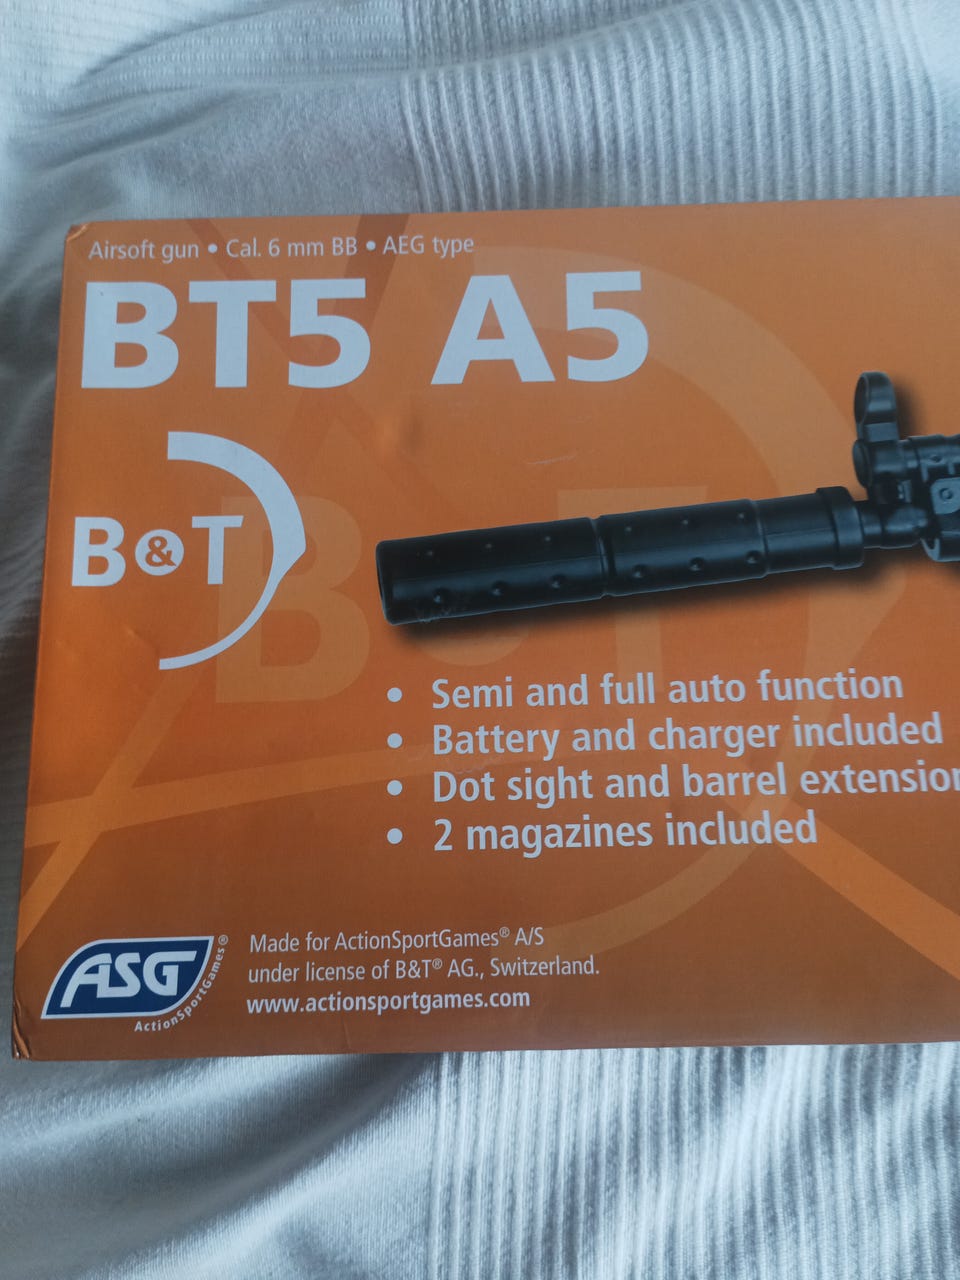 Airsoft gun • Cal. 6 mm BB • AEG type
BT5 A5
B&T
B T
• Semi and full auto function
• Battery and charger included
• Dot sight and barrel extension
• 2 magazines included
ASG
ActionSportGames®
Made for ActionSportGames® A/S
under license of B&T® AG., Switzerland.
www.actionsportgames.com